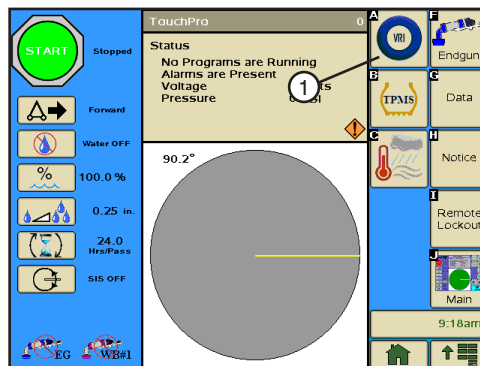 TouchPro 0
START
Stopped
Forward
Water OFF
%
100.0 %
0.25 in.
24.0
Hrs/Pass
SIS OFF
EG
WB#1
Status
No Programs are Running
Alarms are Present
Voltage
Pressure
90.2°
1
A
VRI
B
TPMS
C
F
Endgun
G
Data
H
Notice
I
Remote
Lockout
J
Main
9:18am